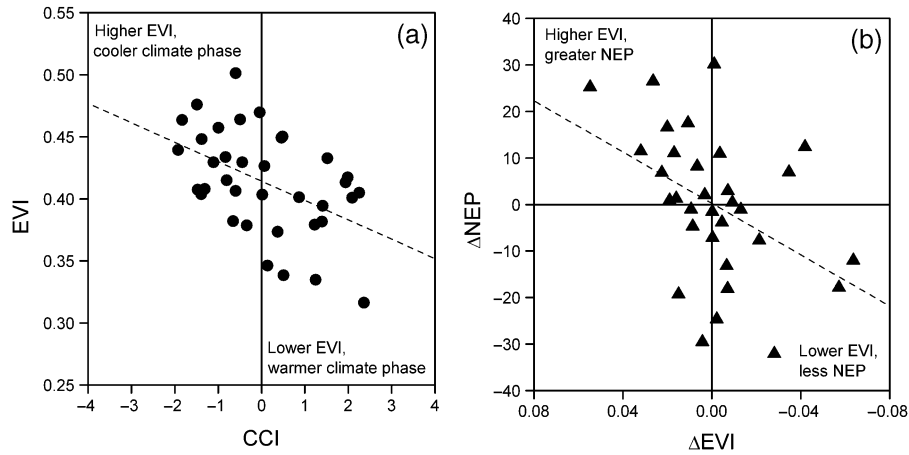 (a)
Higher EVI,
cooler climate phase
0.55
0.50
0.45
0.40
0.35
0.30
0.25
EVI
Lower EVI,
warmer climate phase
−4 −3 −2 −1 0 1 2 3 4
CCI
(b)
Higher EVI,
greater NEP
40
30
20
10
0
−10
−20
−30
−40
ΔNEP
Lower EVI,
less NEP
0.08 0.04 0.00 −0.04 −0.08
ΔEVI